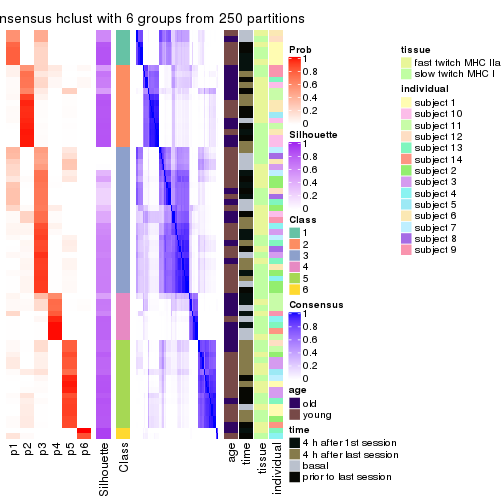 nsensus hclust with 6 groups from 250 partitions
Prob
1
0.8
0.6
0.4
0.2
0
Silhouette
1
0.8
0.6
0.4
0.2
0
Class
1
2
3
4
5
6
Consensus
1
0.8
0.6
0.4
0.2
0
age
old
young
time
4 h after 1st session
4 h after last session
basal
prior to last session
tissue
fast twitch MHC IIa
slow twitch MHC I
individual
subject 1
subject 10
subject 11
subject 12
subject 13
subject 14
subject 2
subject 3
subject 4
subject 5
subject 6
subject 7
subject 8
subject 9
p1
p2
p3
p4
p5
p6
Silhouette
Class
age
time
tissue
individual